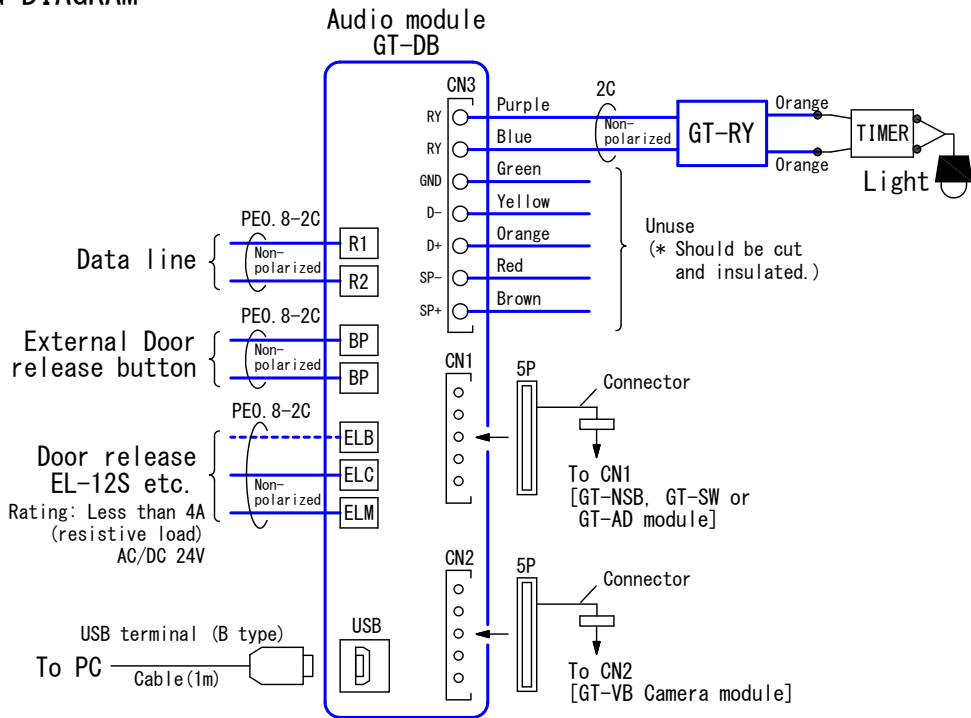 DIAGRAM
Audio module
GT-DB
CN3
RY
Purple
2C
Non-
polarized
GT-RY
Orange
Orange
TIMER
Light
RY
Blue
GND
Green
D-
Yellow
D+
Orange
SP-
Red
SP+
Brown
Unuse
(* Should be cut
and insulated.)
Data line
PE0.8-2C
Non-
polarized
R1
R2
External Door
release button
PE0.8-2C
Non-
polarized
BP
BP
Door release
EL-12S etc.
Rating: Less than 4A
(resistive load)
AC/DC 24V
PE0.8-2C
Non-
polarized
ELB
ELC
ELM
CN1
5P
Connector
To CN1
[GT-NSB, GT-SW or
GT-AD module]
CN2
5P
Connector
To CN2
[GT-VB Camera module]
USB terminal (B type)
To PC
Cable(1m)
USB